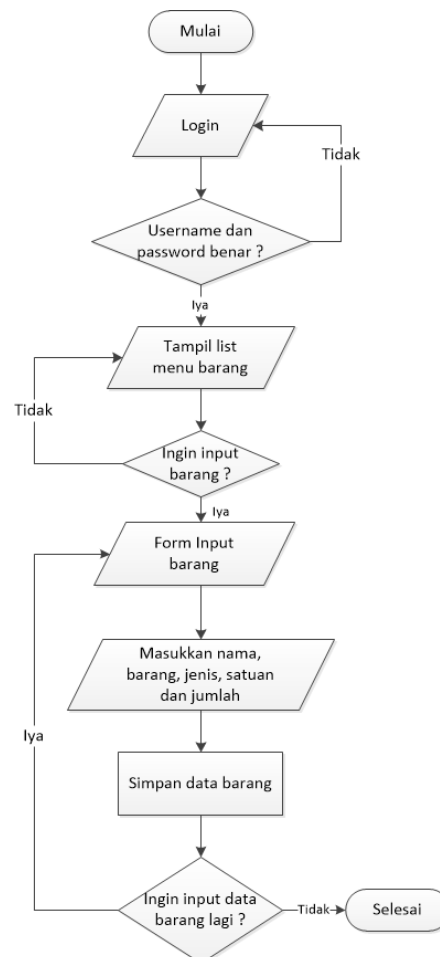 Mulai
Login
Tidak
Username dan
password benar ?
Iya
Tampil list
menu barang
Tidak
Ingin input
barang ?
Iya
Form Input
barang
Masukkan nama,
barang, jenis, satuan
dan jumlah
Iya
Simpan data barang
Ingin input data
barang lagi ?
Tidak
Selesai